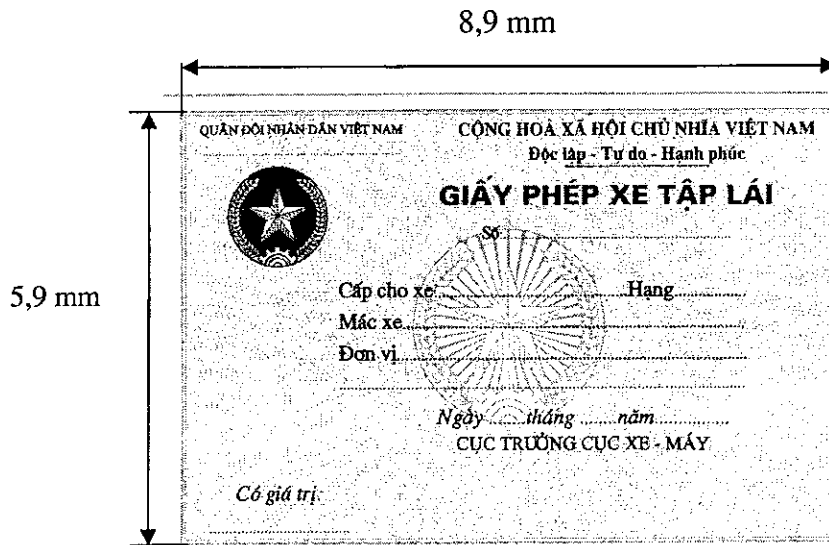 8,9 mm
QUÂN ĐỘI NHÂN DÂN VIỆT NAM
CỘNG HOÀ XÃ HỘI CHỦ NHĨA VIỆT NAM
Độc lập - Tự do - Hạnh phúc
GIẤY PHÉP XE TẬP LÁI
Số
5,9 mm
Cấp cho xe Hạng
Mác xe
Đơn vị
Ngày ...... tháng ...... năm
CỤC TRƯỞNG CỤC XE - MÁY
Có giá trị: